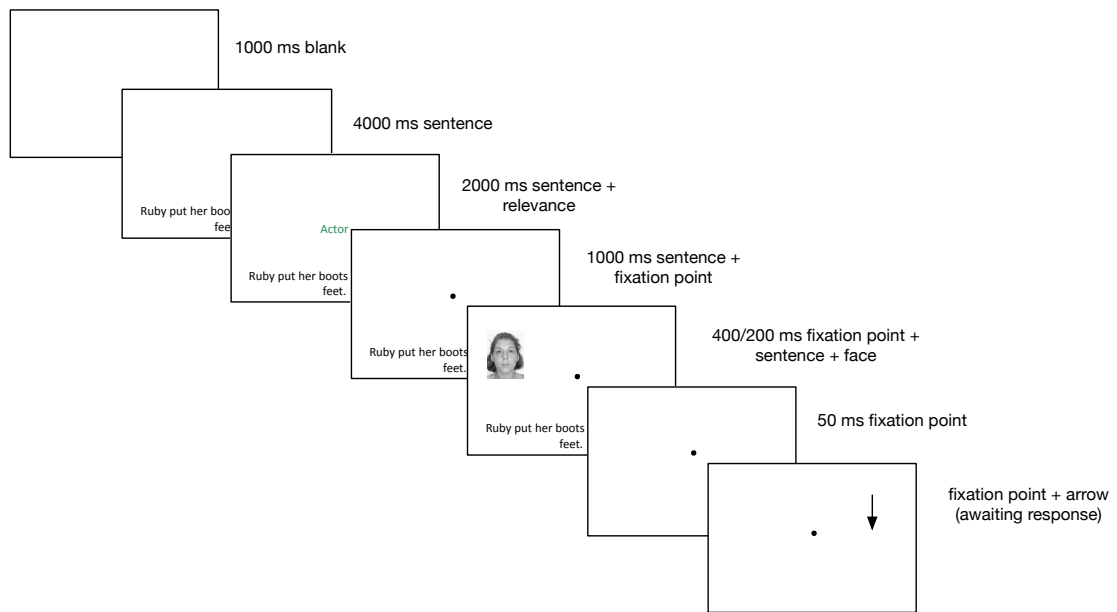 1000 ms blank
4000 ms sentence
Ruby put her boo
fee
2000 ms sentence +
relevance
Actor
Ruby put her boots
feet.
1000 ms sentence +
fixation point
Ruby put her boots
feet.
400/200 ms fixation point +
sentence + face
Ruby put her boots
feet.
50 ms fixation point
fixation point + arrow
(awaiting response)